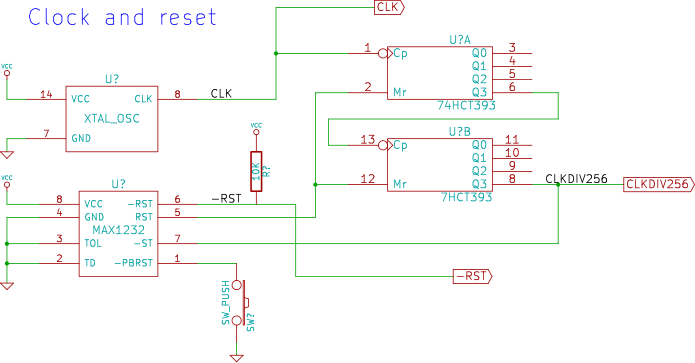 Clock and reset
CLK
U?A
1 Cp Q0 3
Q1 4
Q2 5
2 Mr Q3 6
74HCT393
VCC
U?
14 VCC CLK 8 CLK
XTAL_OSC
7 GND
VCC
10K R?
U?B
13 Cp Q0 11
Q1 10
Q2 9
12 Mr Q3 8 CLKDIV256 CLKDIV256
7HCT393
VCC
U?
8 VCC -RST 6 -RST
4 GND RST 5
MAX1232
3 TOL -ST 7
2 TD -PBRST 1
-RST
SW_PUSH SW?